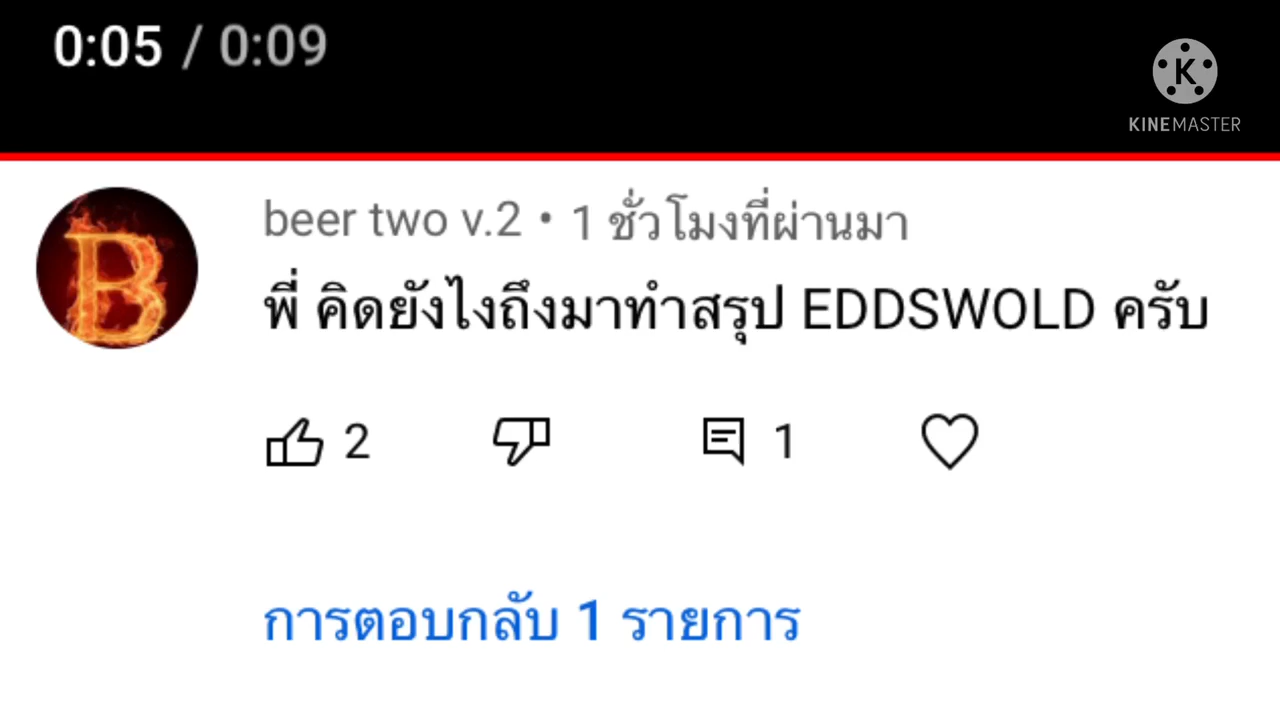 0:05 / 0:09
K
KINEMASTER
B
beer two v.2 • 1 ชั่วโมงที่ผ่านมา
พี่ คิดยังไงถึงมาทำสรุป EDDSWOLD ครับ
2 1
การตอบกลับ 1 รายการ